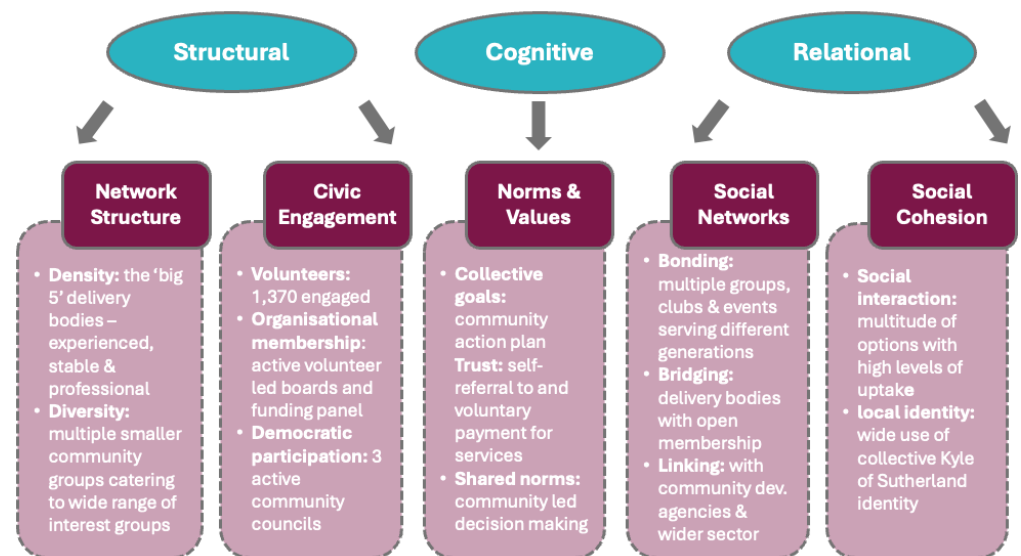 Structural
Cognitive
Relational
Network
Structure
• Density: the ‘big
5’ delivery
bodies –
experienced,
stable &
professional
• Diversity:
multiple smaller
community
groups catering
to wide range of
interest groups
Civic
Engagement
• Volunteers:
1,370 engaged
• Organisational
membership:
active volunteer
led boards and
funding panel
• Democratic
participation: 3
active
community
councils
Norms &
Values
• Collective
goals:
community
action plan
Trust: self-
referral to and
voluntary
payment for
services
• Shared norms:
community led
decision making
Social
Networks
• Bonding:
multiple groups,
clubs & events
serving different
generations
• Bridging:
delivery bodies
with open
membership
• Linking: with
community dev.
agencies &
wider sector
Social
Cohesion
• Social
interaction:
multitude of
options with
high levels of
uptake
• local identity:
wide use of
collective Kyle
of Sutherland
identity